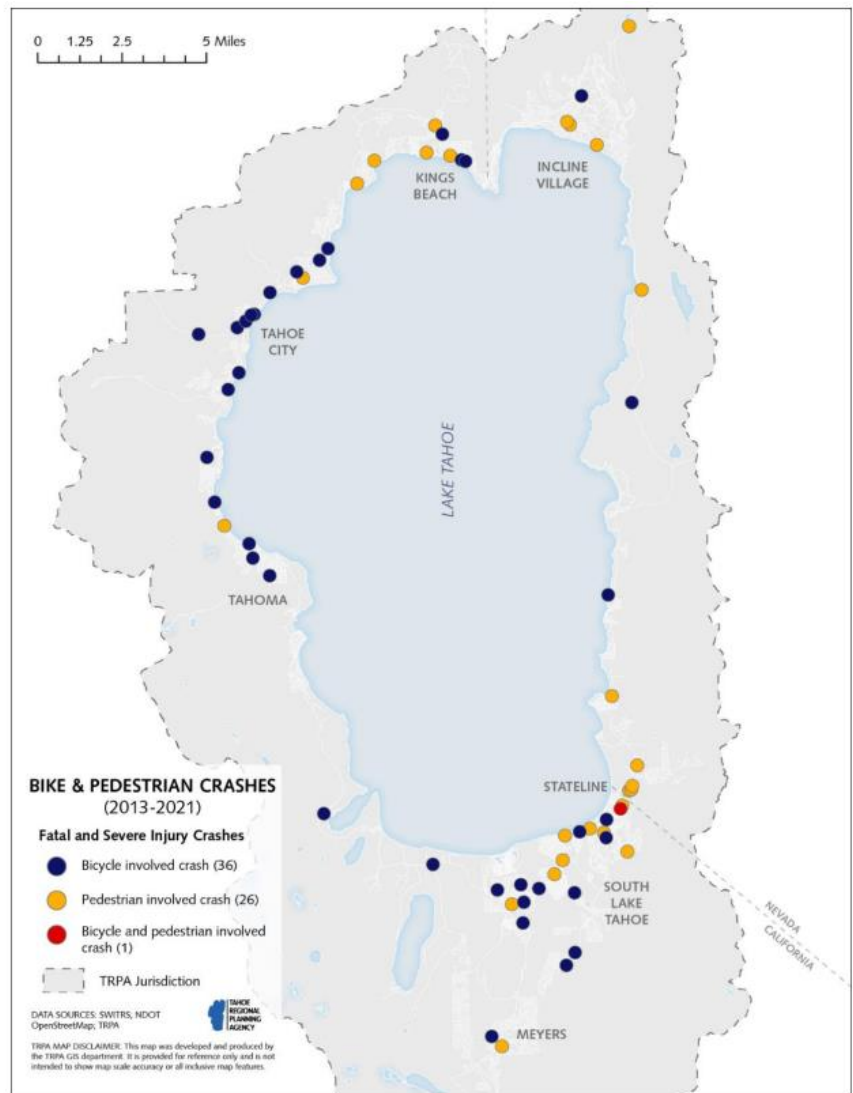 0 1.25 2.5 5 Miles
KINGS
BEACH
INCLINE
VILLAGE
TAHOE
CITY
LAKE TAHOE
TAHOMA
STATELINE
SOUTH
LAKE
TAHOE
NEVADA
CALIFORNIA
MEYERS
BIKE & PEDESTRIAN CRASHES
(2013-2021)
Fatal and Severe Injury Crashes
Bicycle involved crash (36)
Pedestrian involved crash (26)
Bicycle and pedestrian involved
crash (1)
TRPA Jurisdiction
DATA SOURCES: SWITRS, NDOT
OpenStreetMap; TRPA
TAHOE
REGIONAL
PLANNING
AGENCY
TRPA MAP DISCLAIMER: This map was developed and produced by
the TRPA GIS department. It is provided for reference only and is not
intended to show map scale accuracy or all inclusive map features.